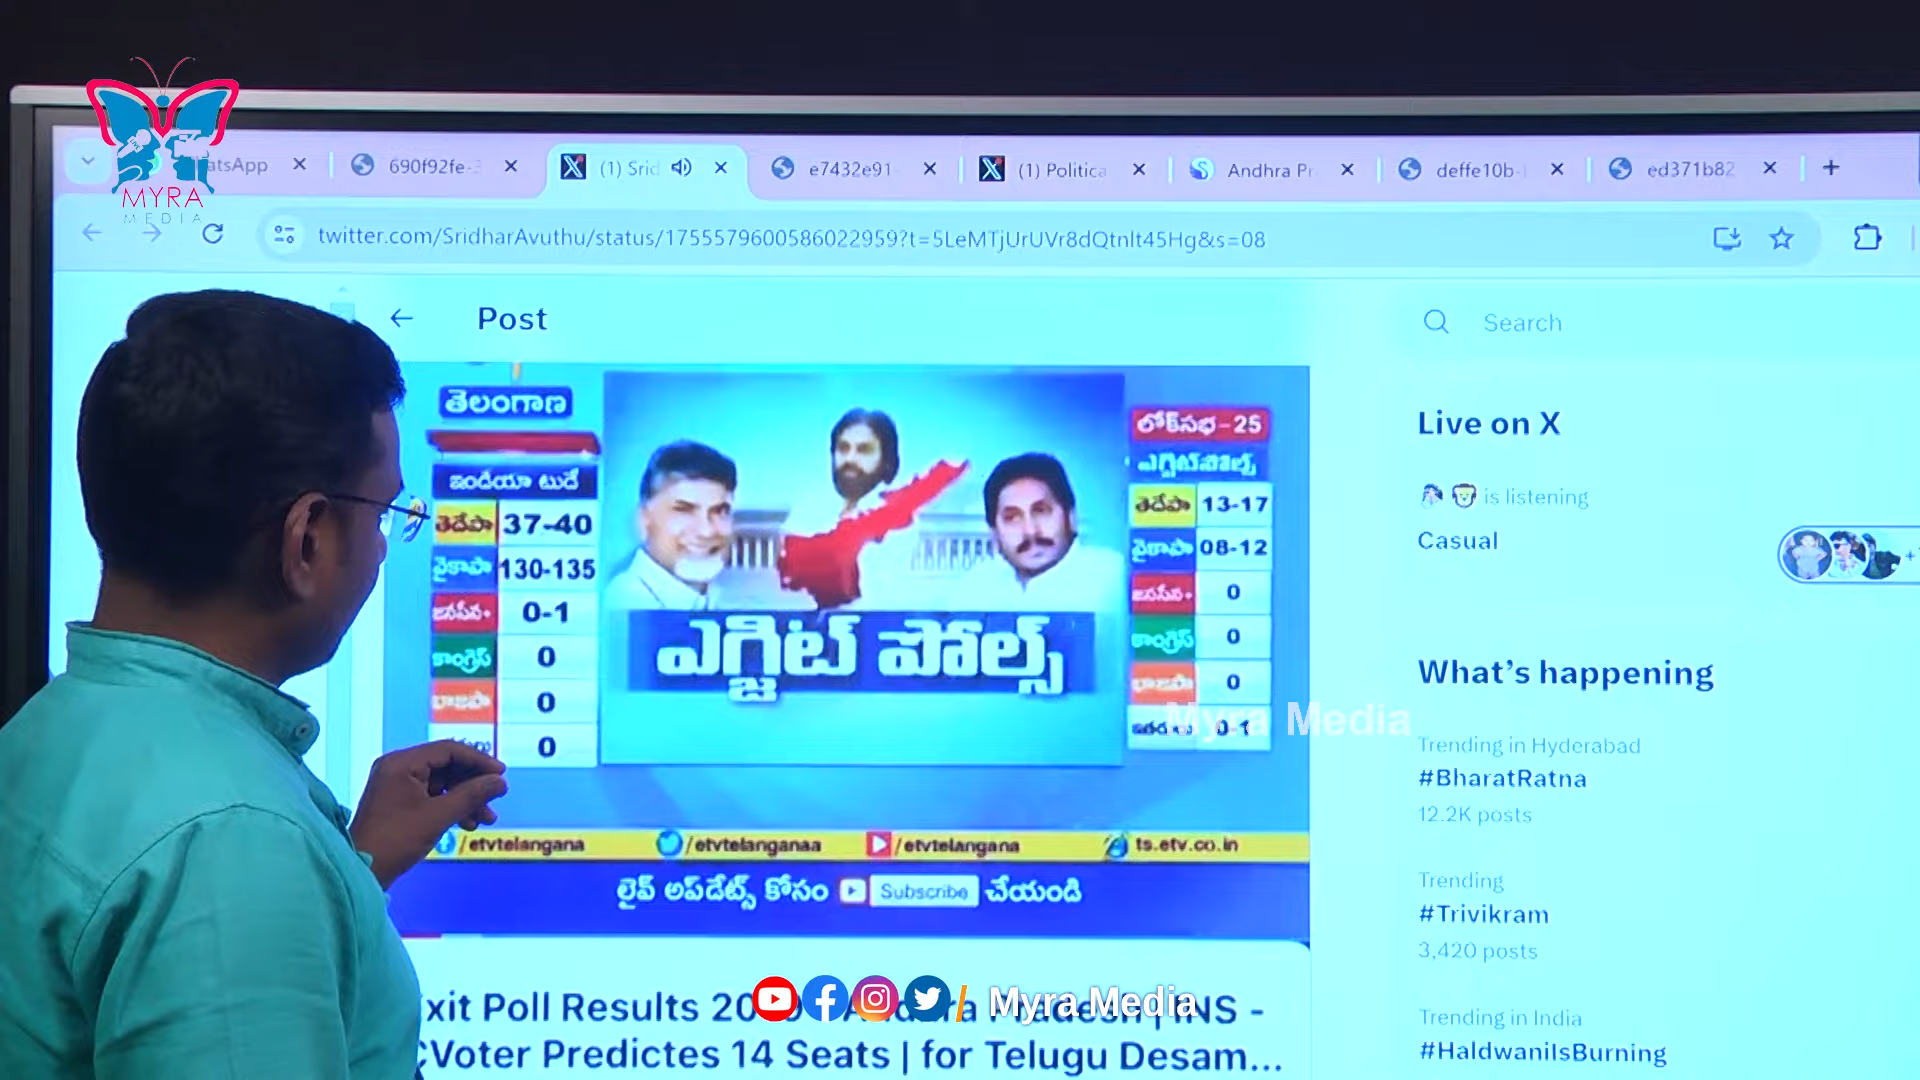 MYRA
MEDIA
atsApp
690f92fe-
(1) Srid
e7432e91
(1) Politica
Andhra Pr
deffe10b-
ed371b82
twitter.com/SridharAvuthu/status/1755579600586022959?t=5LeMTjUrUVr8dQtnlt45Hg&s=08
Post
Search
తెలంగాణ
ఇండియా టుడే
తెదేపా 37-40
వైకాపా 130-135
జనసేన+ 0-1
కాంగ్రెస్ 0
భాజపా 0
0
ఎగ్జిట్ పోల్స్
లోక్‌సభ-25
ఎగ్జిట్‌పోల్స్
తెదేపా 13-17
వైకాపా 08-12
జనసేన+ 0
కాంగ్రెస్ 0
భాజపా 0
0-1
Myra Media
/etvtelangana
/etvtelanganaa
/etvtelangana
ts.etv.co.in
లైవ్ అప్‌డేట్స్ కోసం Subscribe చేయండి
xit Poll Results
Voter Predictes 14 Seats | for Telugu Desam...
/ Myra Media
Live on X
is listening
Casual
What's happening
Trending in Hyderabad
#BharatRatna
12.2K posts
Trending
#Trivikram
3,420 posts
Trending in India
#HaldwaniIsBurning